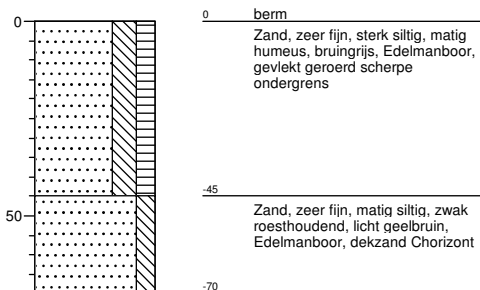 0
0 berm
Zand, zeer fijn, sterk siltig, matig
humeus, bruingrijs, Edelmanboor,
gevlekt geroerd scherpe
ondergrens
-45
50
Zand, zeer fijn, matig siltig, zwak
roesthoudend, licht geelbruin,
Edelmanboor, dekzand Chorizont
-70